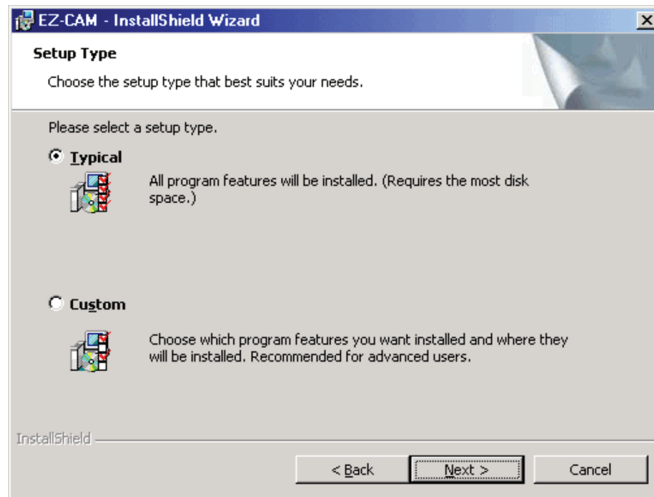 EZ-CAM - InstallShield Wizard
Setup Type
Choose the setup type that best suits your needs.
Please select a setup type.
Typical
All program features will be installed. (Requires the most disk
space.)
Custom
Choose which program features you want installed and where they
will be installed. Recommended for advanced users.
InstallShield
< Back Next > Cancel